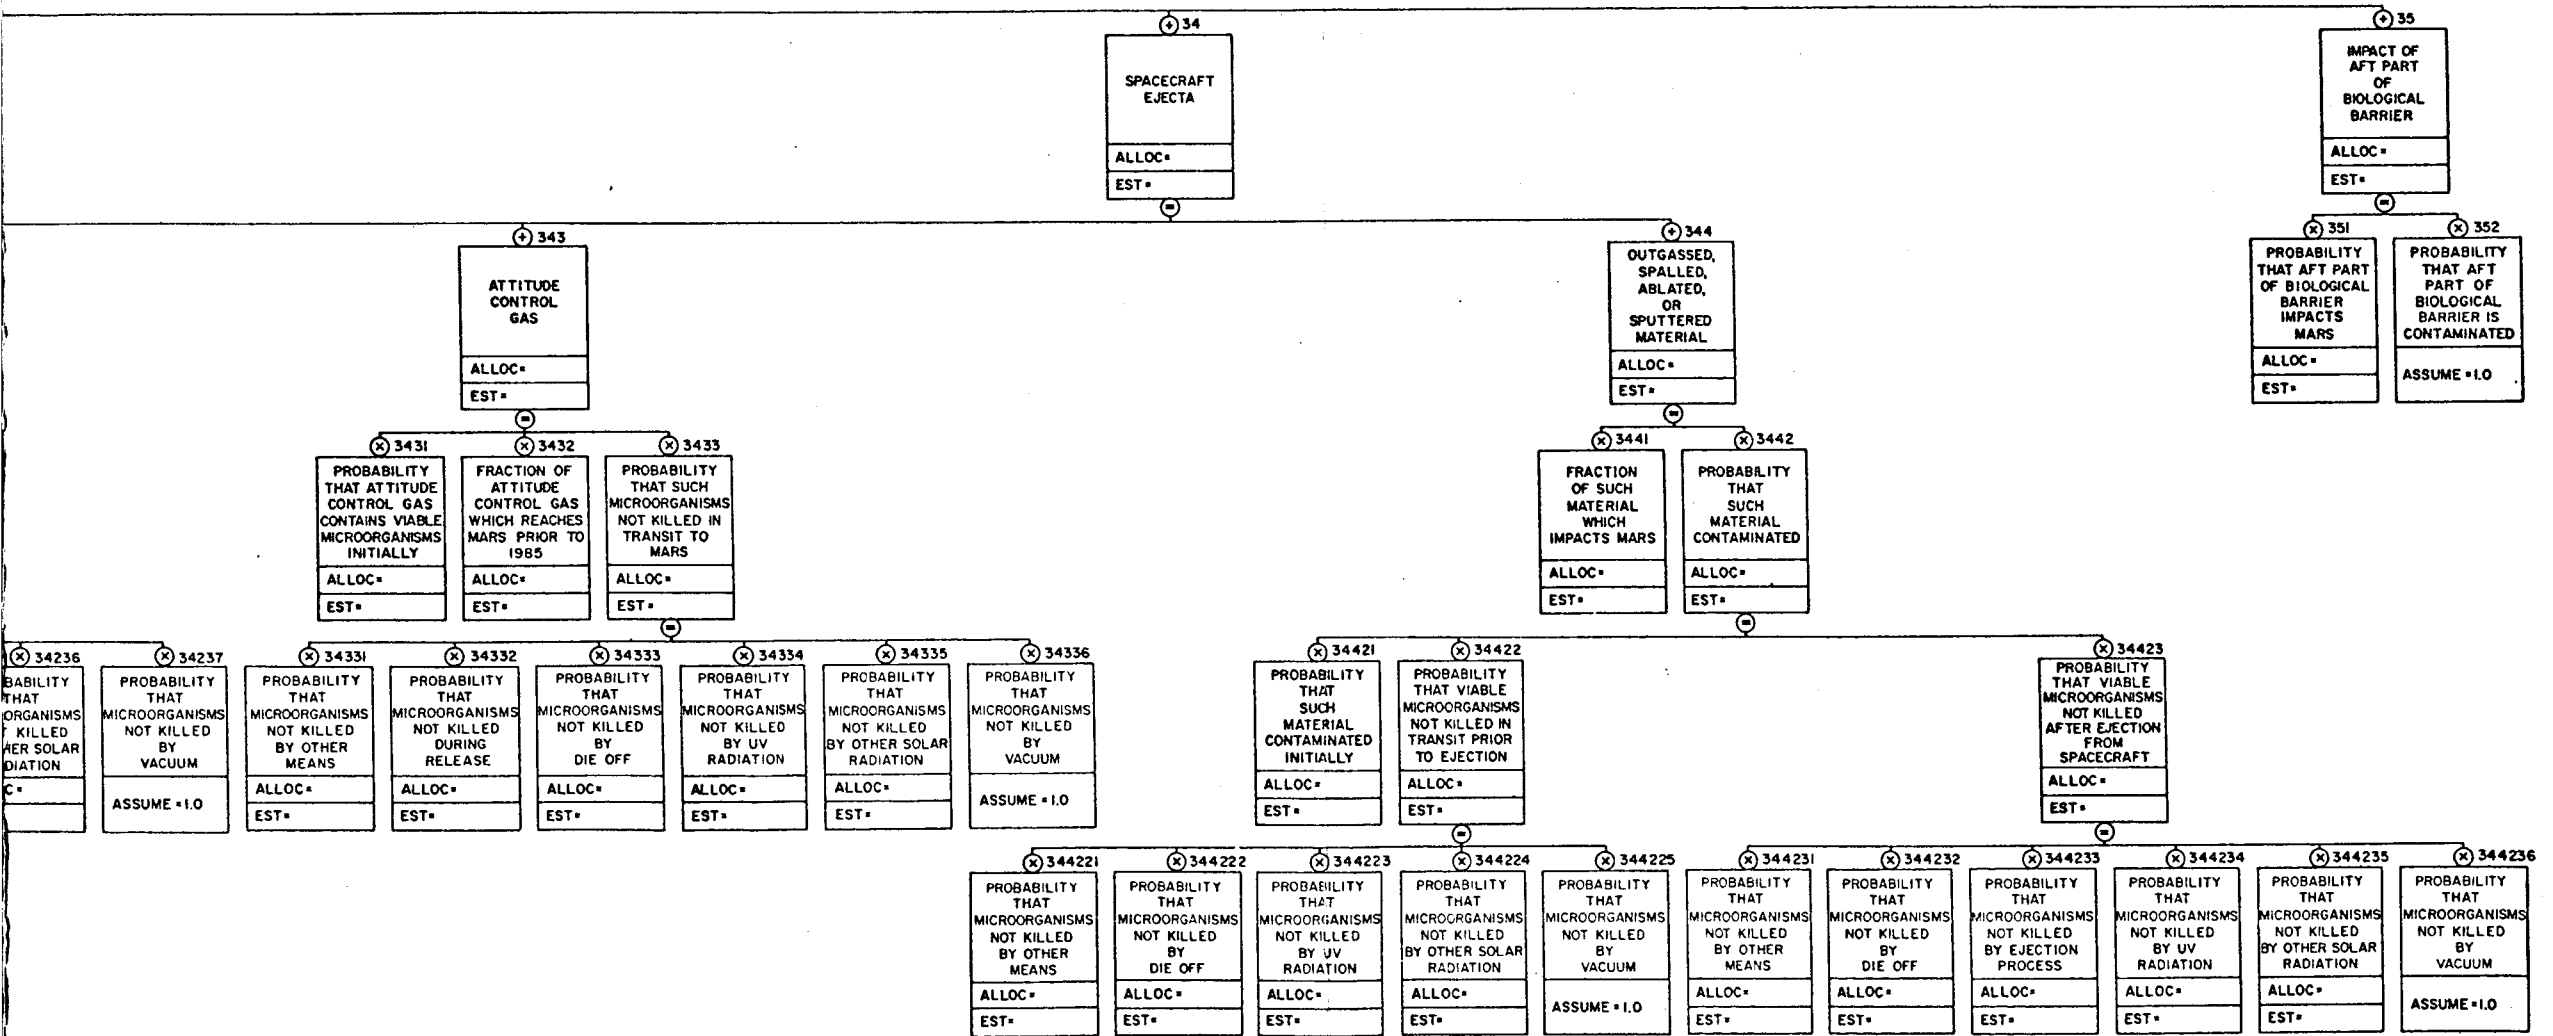 34
SPACECRAFT
EJECTA
ALLOC=
EST=
35
IMPACT OF
AFT PART
OF
BIOLOGICAL
BARRIER
ALLOC=
EST=
343
ATTITUDE
CONTROL
GAS
ALLOC=
EST=
344
OUTGASSED,
SPALLED,
ABLATED,
OR
SPUTTERED
MATERIAL
ALLOC=
EST=
351
PROBABILITY
THAT AFT PART
OF BIOLOGICAL
BARRIER
IMPACTS
MARS
ALLOC=
EST=
352
PROBABILITY
THAT AFT
PART OF
BIOLOGICAL
BARRIER IS
CONTAMINATED
ASSUME =1.0
3431
PROBABILITY
THAT ATTITUDE
CONTROL GAS
CONTAINS VIABLE
MICROORGANISMS
INITIALLY
ALLOC=
EST=
3432
FRACTION OF
ATTITUDE
CONTROL GAS
WHICH REACHES
MARS PRIOR TO
1985
ALLOC=
EST=
3433
PROBABILITY
THAT SUCH
MICROORGANISMS
NOT KILLED IN
TRANSIT TO
MARS
ALLOC=
EST=
3441
FRACTION
OF SUCH
MATERIAL
WHICH
IMPACTS MARS
ALLOC=
EST=
3442
PROBABILITY
THAT
SUCH
MATERIAL
CONTAMINATED
ALLOC=
EST=
34236
BABILITY
THAT
ORGANISMS
T KILLED
HER SOLAR
DIATION
C=
34237
PROBABILITY
THAT
MICROORGANISMS
NOT KILLED
BY
VACUUM
ASSUME =1.0
34331
PROBABILITY
THAT
MICROORGANISMS
NOT KILLED
BY OTHER
MEANS
ALLOC=
EST=
34332
PROBABILITY
THAT
MICROORGANISMS
NOT KILLED
DURING
RELEASE
ALLOC=
EST=
34333
PROBABILITY
THAT
MICROORGANISMS
NOT KILLED
BY
DIE OFF
ALLOC=
EST=
34334
PROBABILITY
THAT
MICROORGANISMS
NOT KILLED
BY UV
RADIATION
ALLOC=
EST=
34335
PROBABILITY
THAT
MICROORGANISMS
NOT KILLED
BY OTHER SOLAR
RADIATION
ALLOC=
EST=
34336
PROBABILITY
THAT
MICROORGANISMS
NOT KILLED
BY
VACUUM
ASSUME =1.0
34421
PROBABILITY
THAT
SUCH
MATERIAL
CONTAMINATED
INITIALLY
ALLOC=
EST=
34422
PROBABILITY
THAT VIABLE
MICROORGANISMS
NOT KILLED IN
TRANSIT PRIOR
TO EJECTION
ALLOC=
EST=
34423
PROBABILITY
THAT VIABLE
MICROORGANISMS
NOT KILLED
AFTER EJECTION
FROM
SPACECRAFT
ALLOC=
EST=
344221
PROBABILITY
THAT
MICROORGANISMS
NOT KILLED
BY OTHER
MEANS
ALLOC=
EST=
344222
PROBABILITY
THAT
MICROORGANISMS
NOT KILLED
BY
DIE OFF
ALLOC=
EST=
344223
PROBABILITY
THAT
MICROORGANISMS
NOT KILLED
BY UV
RADIATION
ALLOC=
EST=
344224
PROBABILITY
THAT
MICROORGANISMS
NOT KILLED
BY OTHER SOLAR
RADIATION
ALLOC=
EST=
344225
PROBABILITY
THAT
MICROORGANISMS
NOT KILLED
BY
VACUUM
ASSUME =1.0
344231
PROBABILITY
THAT
MICROORGANISMS
NOT KILLED
BY OTHER
MEANS
ALLOC=
EST=
344232
PROBABILITY
THAT
MICROORGANISMS
NOT KILLED
BY
DIE OFF
ALLOC=
EST=
344233
PROBABILITY
THAT
MICROORGANISMS
NOT KILLED
BY EJECTION
PROCESS
ALLOC=
EST=
344234
PROBABILITY
THAT
MICROORGANISMS
NOT KILLED
BY UV
RADIATION
ALLOC=
EST=
344235
PROBABILITY
THAT
MICROORGANISMS
NOT KILLED
BY OTHER SOLAR
RADIATION
ALLOC=
EST=
344236
PROBABILITY
THAT
MICROORGANISMS
NOT KILLED
BY
VACUUM
ASSUME =1.0